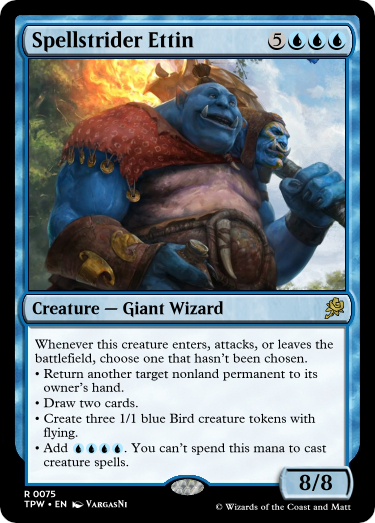 Spellstrider Ettin 5
Creature — Giant Wizard
Whenever this creature enters, attacks, or leaves the
battlefield, choose one that hasn't been chosen.
• Return another target nonland permanent to its
owner's hand.
• Draw two cards.
• Create three 1/1 blue Bird creature tokens with
flying.
• Add 💧💧💧💧. You can't spend this mana to cast
creature spells.
8/8
R 0075
TPW • EN VargasNi
© Wizards of the Coast and Matt